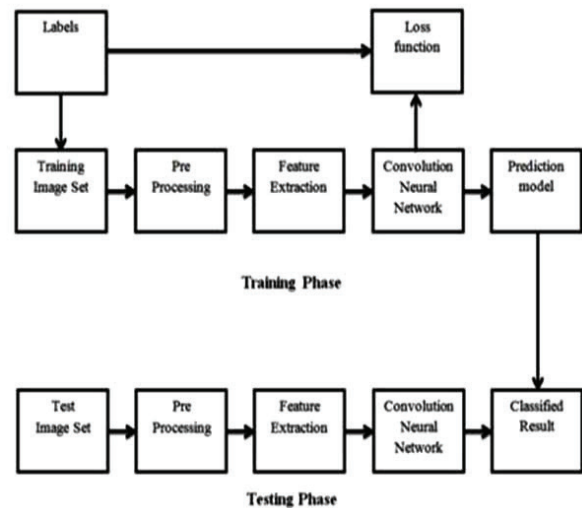 Labels
Loss
function
Training
Image Set
Pre
Processing
Feature
Extraction
Convolution
Neural
Network
Prediction
model
Training Phase
Test
Image Set
Pre
Processing
Feature
Extraction
Convolution
Neural
Network
Classified
Result
Testing Phase